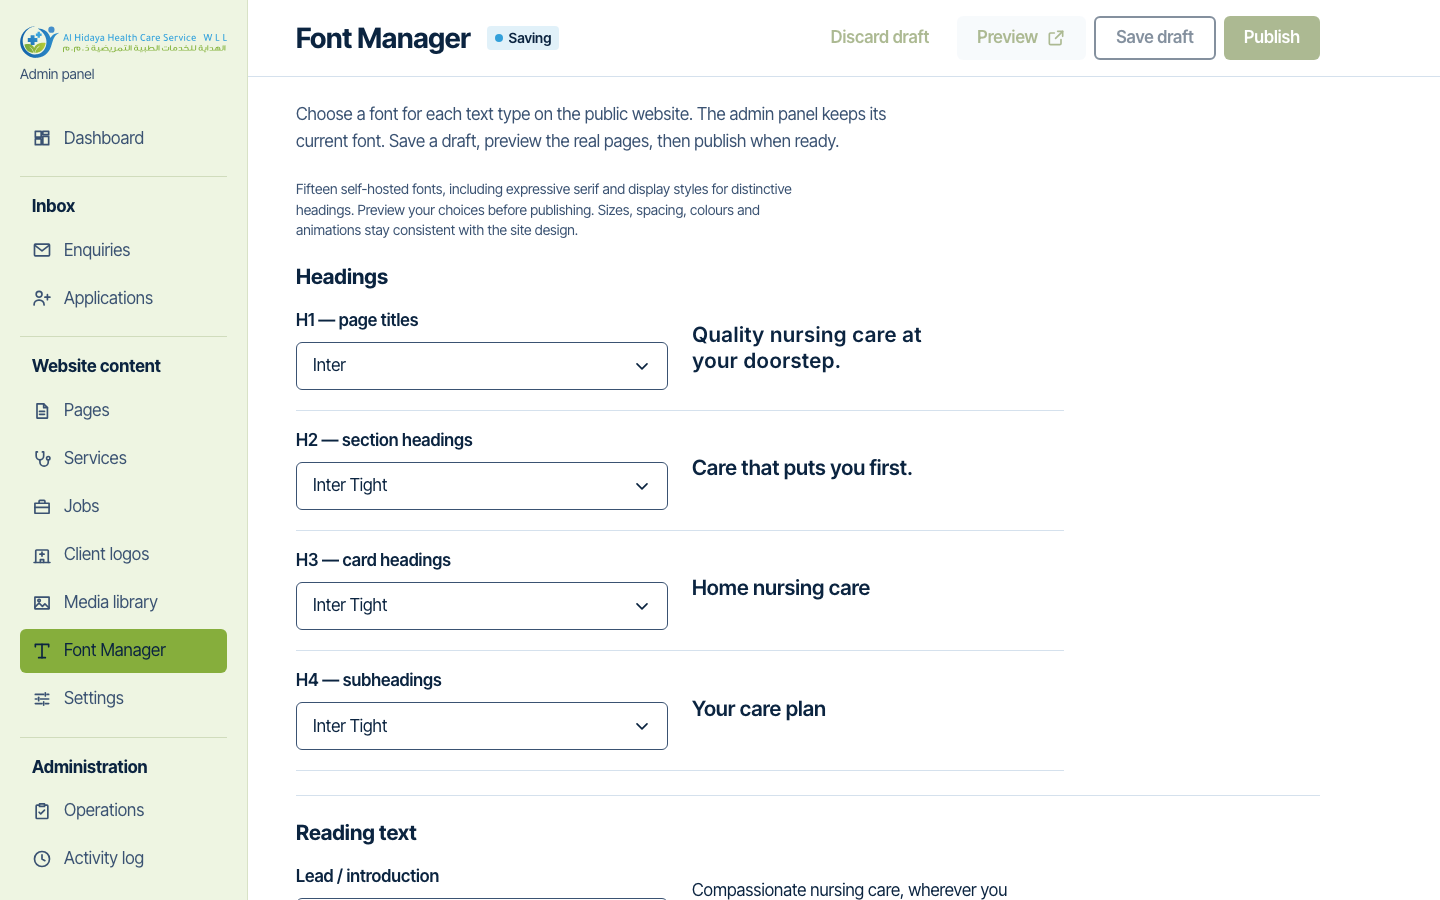 Al Hidaya Health Care Service W L L
الهداية للخدمات الطبية التمريضية ذ.م.م
Admin panel
Dashboard
Inbox
Enquiries
Applications
Website content
Pages
Services
Jobs
Client logos
Media library
Font Manager
Settings
Administration
Operations
Activity log
Font Manager
Saving
Discard draft
Preview
Save draft
Publish
Choose a font for each text type on the public website. The admin panel keeps its
current font. Save a draft, preview the real pages, then publish when ready.
Fifteen self-hosted fonts, including expressive serif and display styles for distinctive
headings. Preview your choices before publishing. Sizes, spacing, colours and
animations stay consistent with the site design.
Headings
H1 — page titles
Inter
Quality nursing care at
your doorstep.
H2 — section headings
Inter Tight
Care that puts you first.
H3 — card headings
Inter Tight
Home nursing care
H4 — subheadings
Inter Tight
Your care plan
Reading text
Lead / introduction
Compassionate nursing care, wherever you